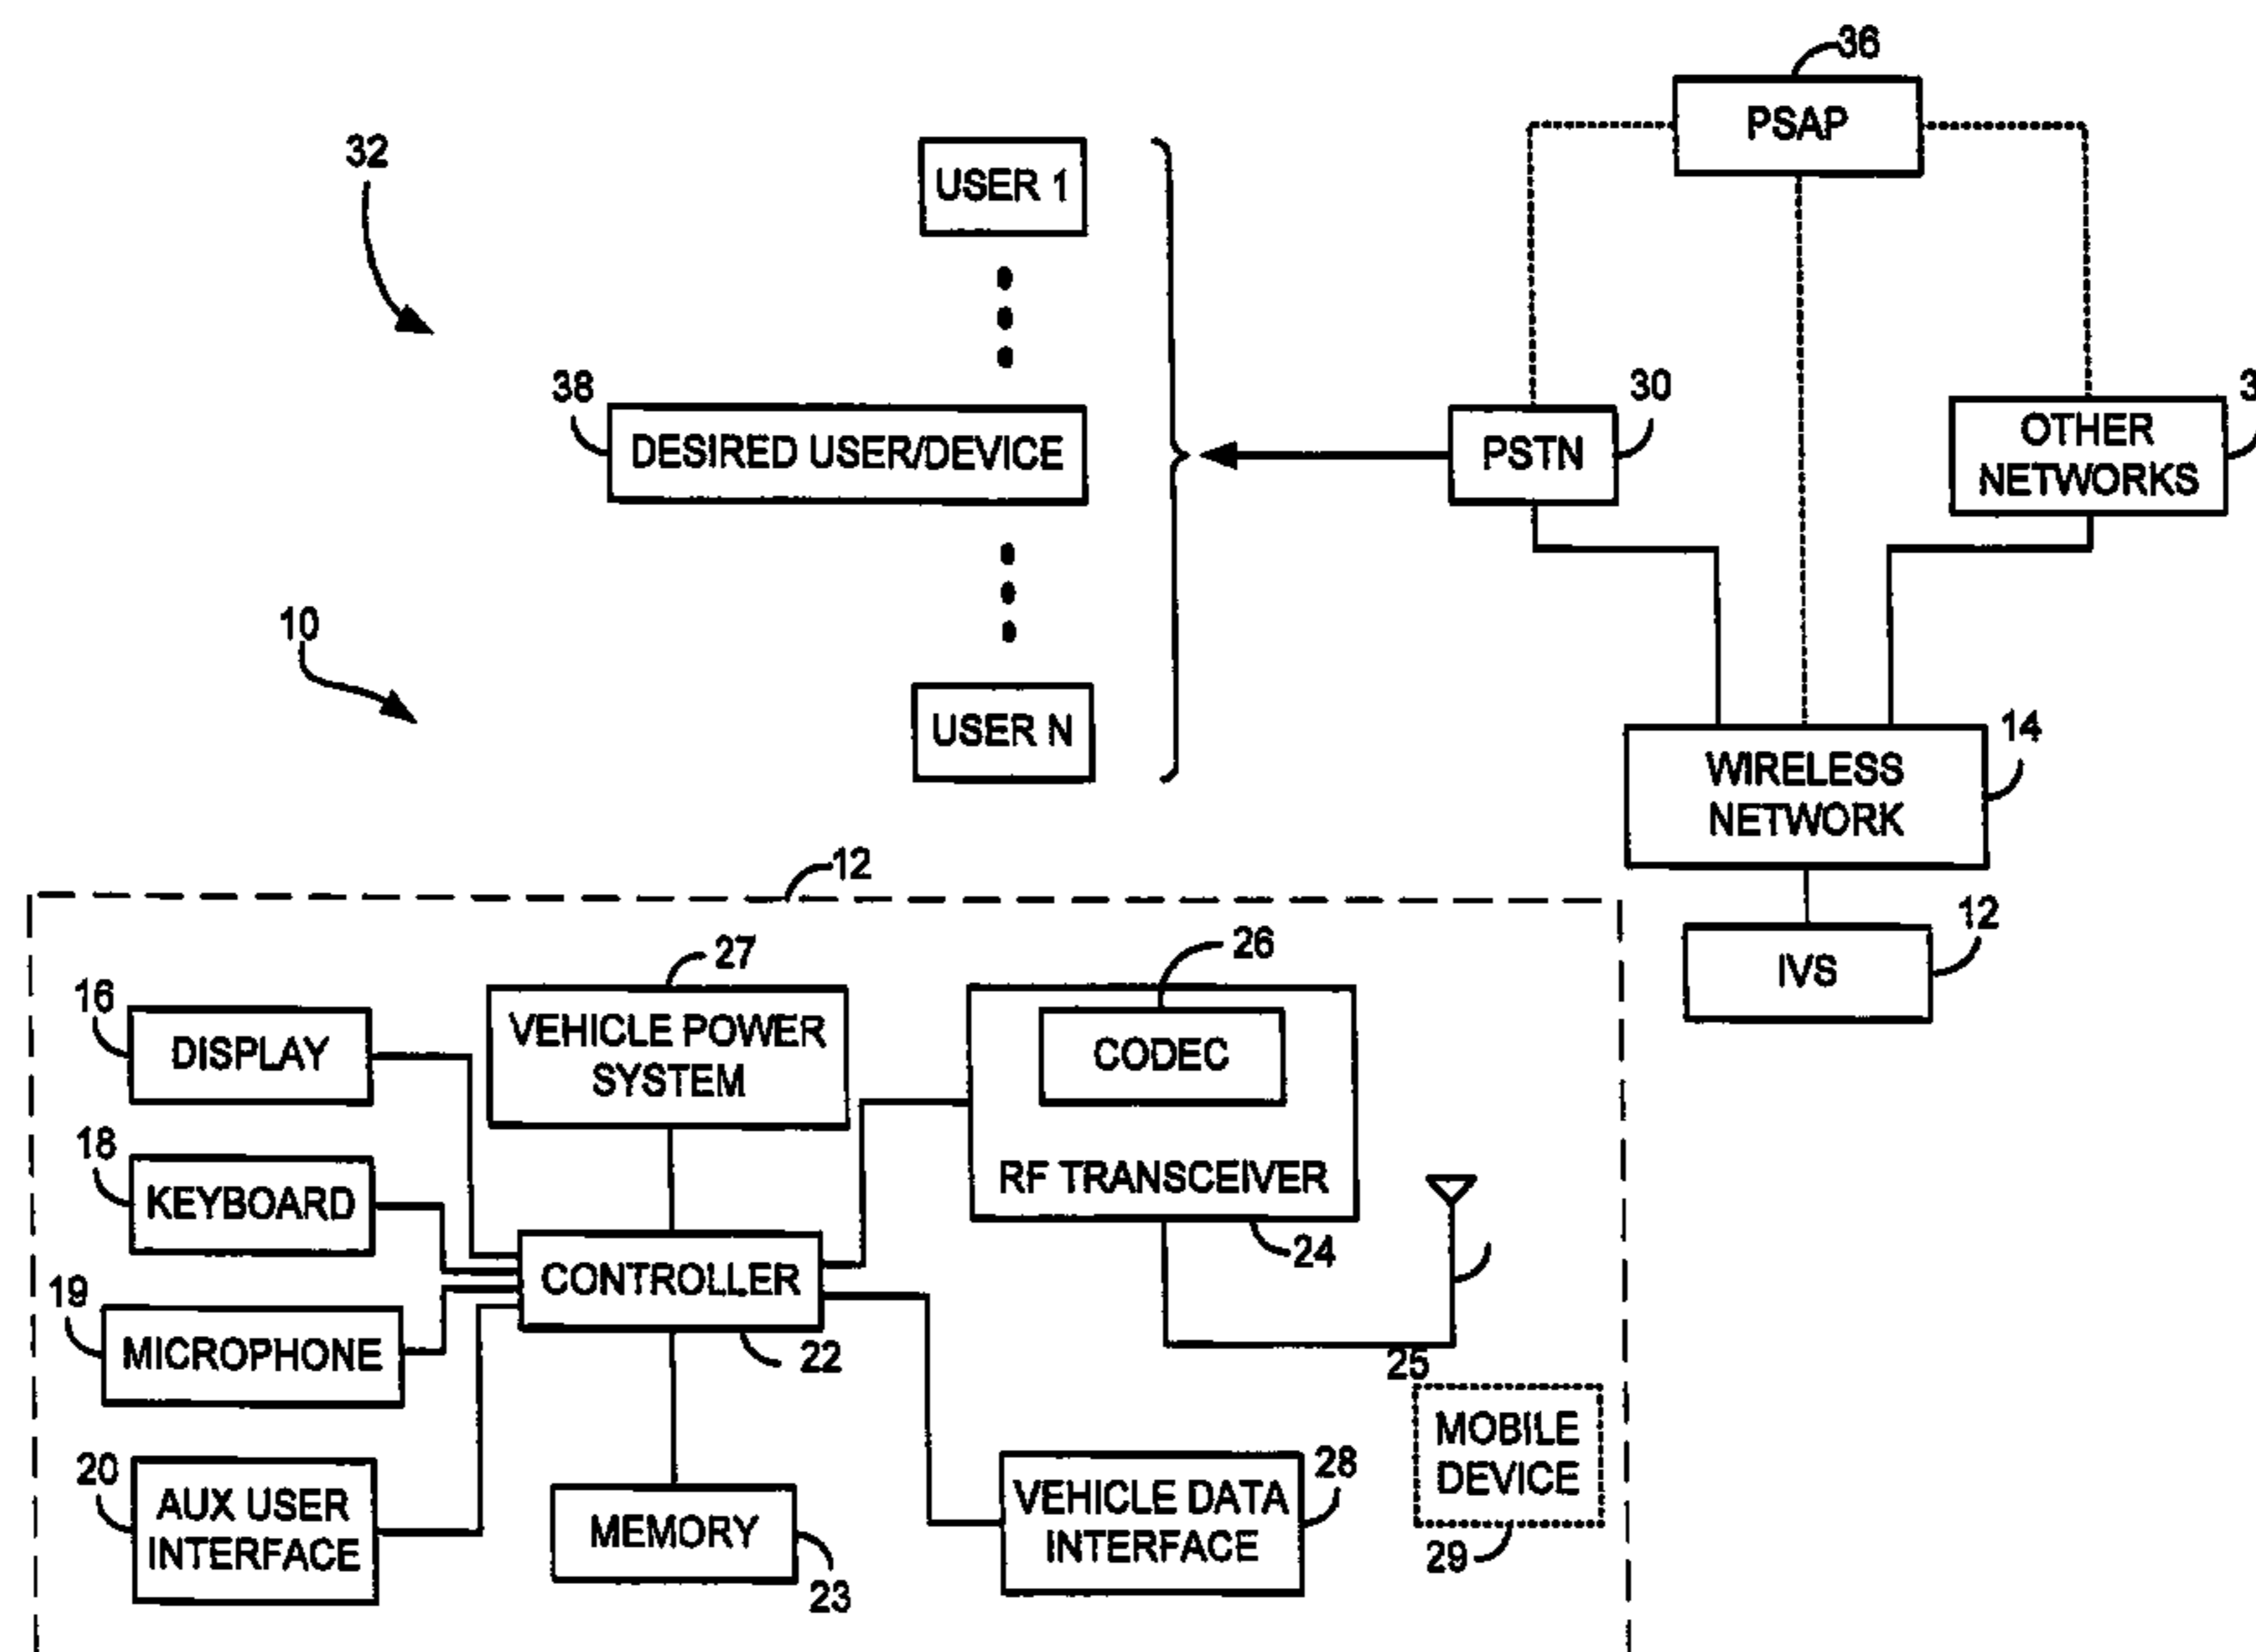 36
PSAP
32
USER 1
38
DESIRED USER/DEVICE
30
PSTN
3
OTHER
NETWORKS
10
USER N
14
WIRELESS
NETWORK
12
12
IVS
27
26
16
DISPLAY
VEHICLE POWER
SYSTEM
CODEC
18
KEYBOARD
RF TRANSCEIVER
24
CONTROLLER
22
19
MICROPHONE
25
MOBILE
DEVICE
29
20
AUX USER
INTERFACE
MEMORY
23
VEHICLE DATA
INTERFACE
28